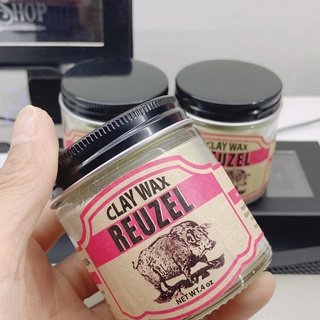 SHOP
CLAY WAX
REUZEL
NET WT. 4 oz
CLAY WAX
REUZEL